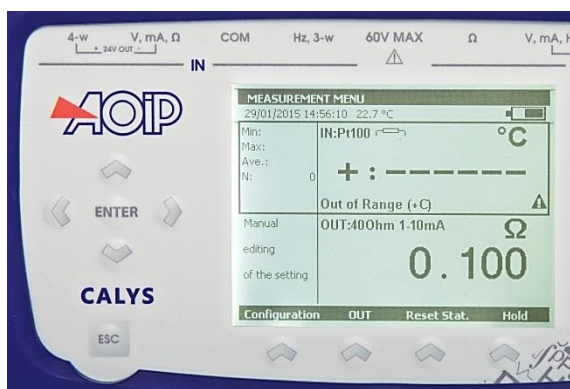 4-w V, mA, Ω COM Hz, 3-w 60V MAX Ω V, mA, H
+ 24V OUT -
IN
AOIP
MEASUREMENT MENU
29/01/2015 14:56:10 22.7 °C
Min: IN:Pt100 °C
Max:
Ave.:
N: 0
+ : - - - - - -
Out of Range (+C)
Manual OUT:40Ohm 1-10mA Ω
editing
of the setting
0.100
Configuration OUT Reset Stat. Hold
ENTER
CALYS
ESC